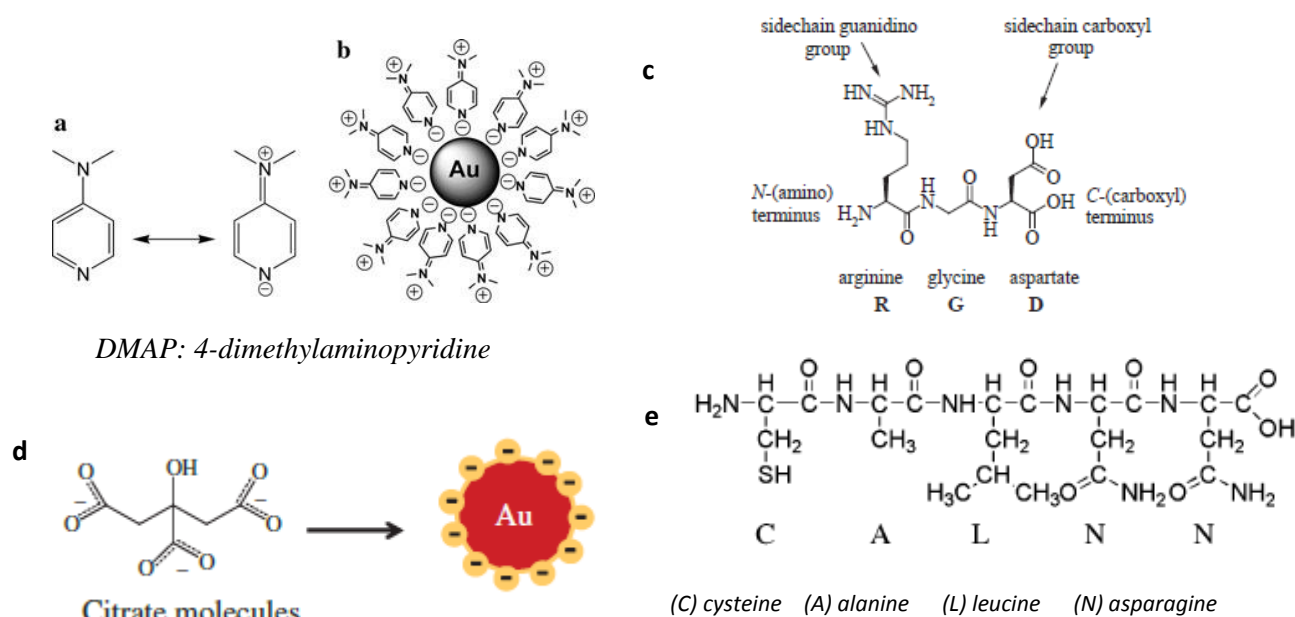 a
N
N
⊕
N
N
⊖
b
Au
N
⊕
N
⊖
DMAP: 4-dimethylaminopyridine
c
sidechain guanidino
group
sidechain carboxyl
group
HN
NH2
HN
OH
O
N-(amino)
terminus
H2N
O
H
N
O
N
H
OH
O
C-(carboxyl)
terminus
arginine glycine aspartate
R G D
d
OH
O
O
O
O
O
O
Au
Citrate molecules
e
H O H H O H O H H O H H O
H2N HN NH N N OH
CH2 CH3 CH2 CH2 CH2
SH CH O NH2 O NH2
H3C CH3
C A L N N
(C) cysteine (A) alanine (L) leucine (N) asparagine